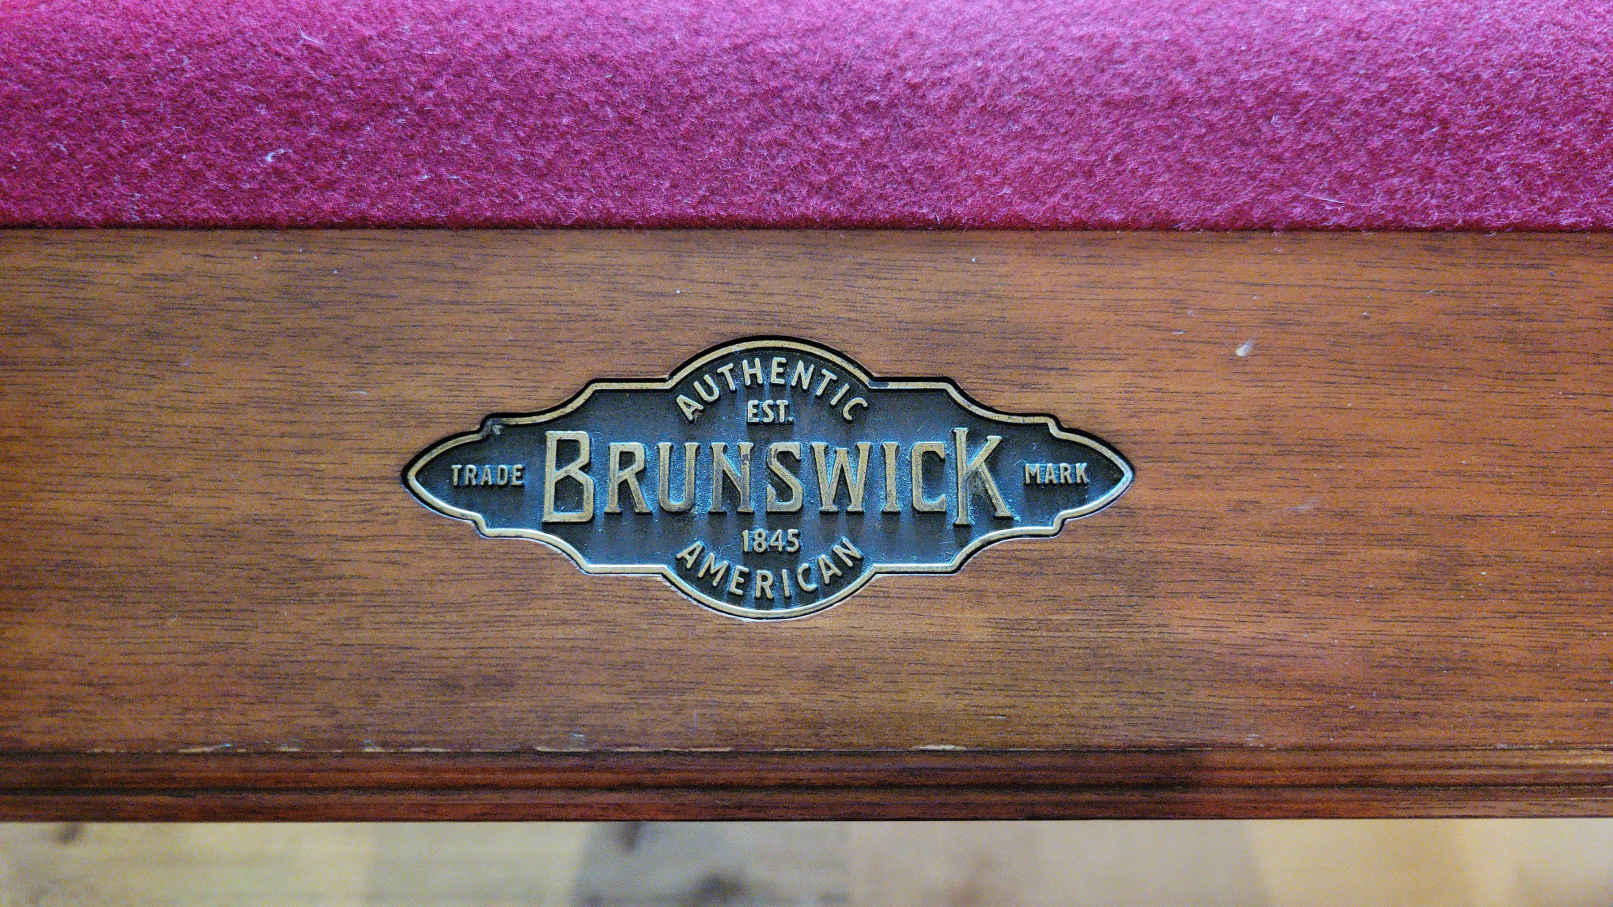 AUTHENTIC
EST.
TRADE BRUNSWICK MARK
1845
AMERICAN